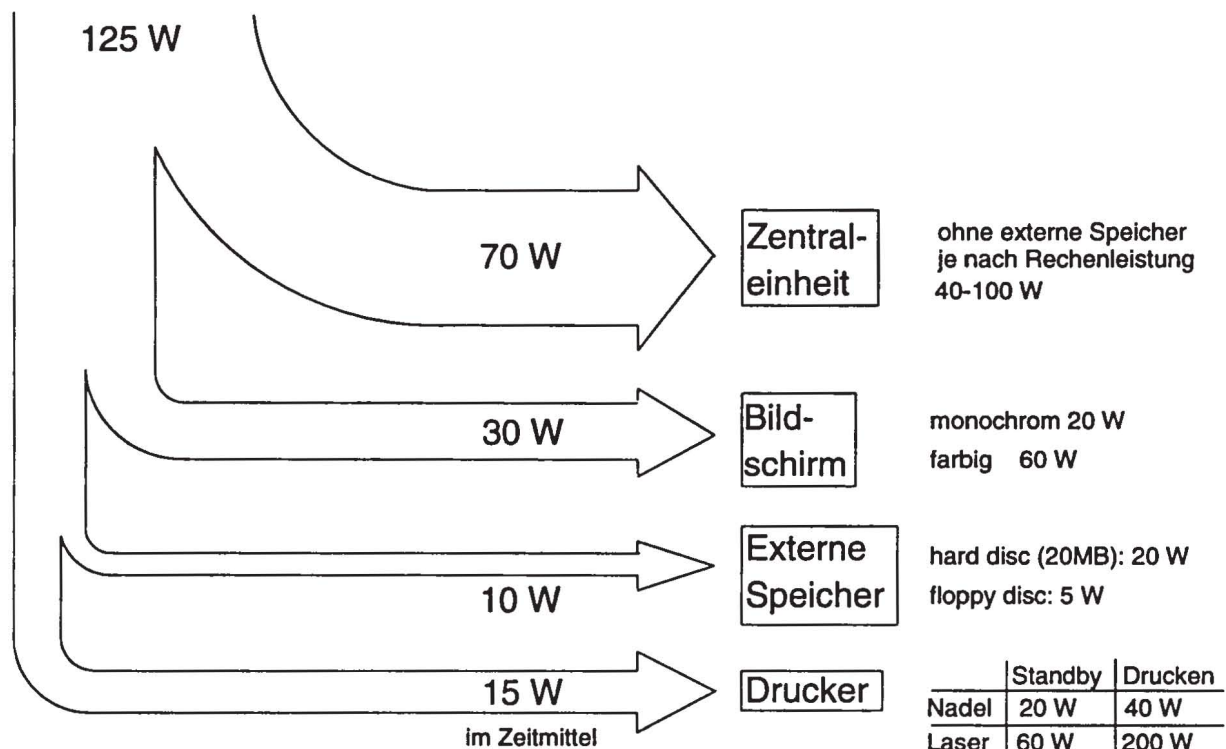 125 W
70 W
Zentral-
einheit
ohne externe Speicher
je nach Rechenleistung
40-100 W
30 W
Bild-
schirm
monochrom 20 W
farbig 60 W
10 W
Externe
Speicher
hard disc (20MB): 20 W
floppy disc: 5 W
15 W
im Zeitmittel
Drucker
Standby Drucken
Nadel 20 W 40 W
Laser 60 W 200 W